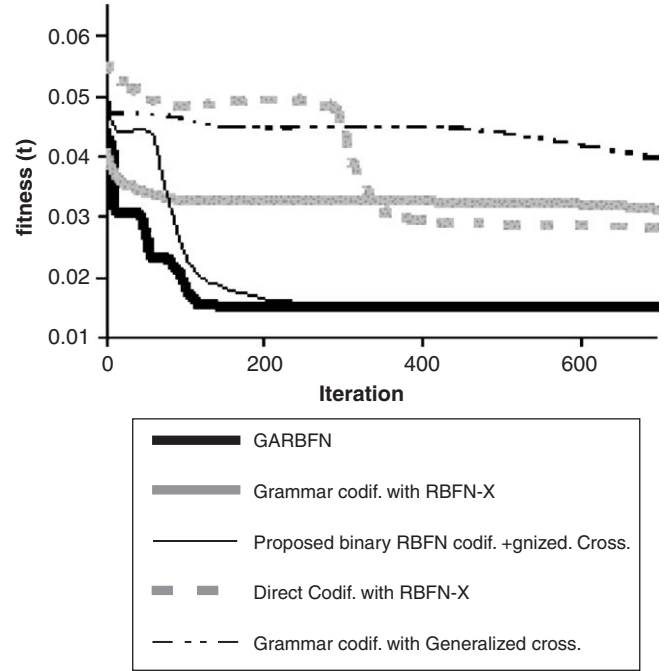 0.06
0.05
0.04
0.03
0.02
0.01
fitness (t)
0
200
400
600
Iteration
GARBFN
Grammar codif. with RBFN-X
Proposed binary RBFN codif. +gnized. Cross.
Direct Codif. with RBFN-X
Grammar codif. with Generalized cross.